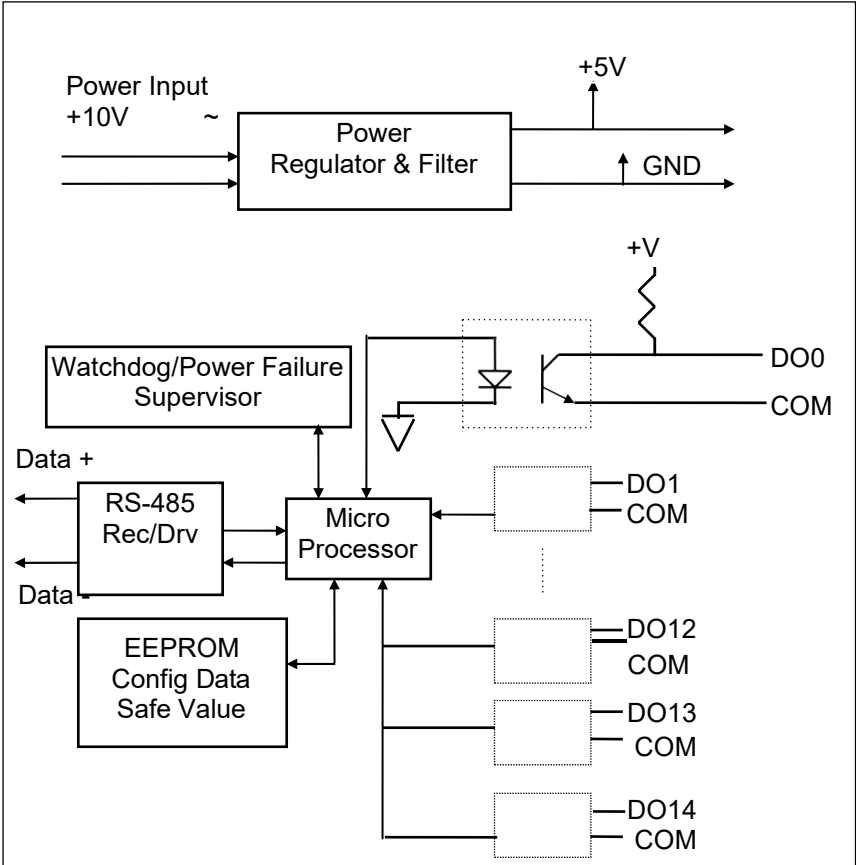 Power Input
+10V ~
Power
Regulator & Filter
+5V
GND
+V
DO0
COM
Watchdog/Power Failure
Supervisor
Data +
RS-485
Rec/Drv
Data -
Micro
Processor
DO1
COM
EEPROM
Config Data
Safe Value
DO12
COM
DO13
COM
DO14
COM